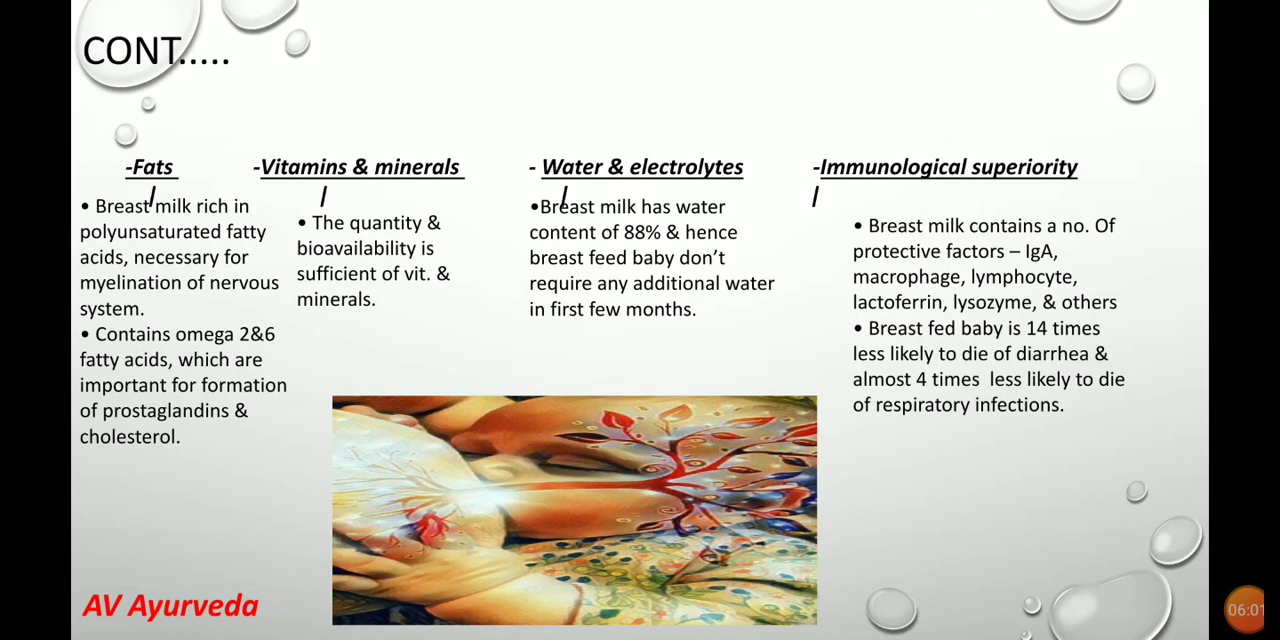 CONT.....
-Fats
• Breast milk rich in
polyunsaturated fatty
acids, necessary for
myelination of nervous
system.
• Contains omega 2&6
fatty acids, which are
important for formation
of prostaglandins &
cholesterol.
-Vitamins & minerals
• The quantity &
bioavailability is
sufficient of vit. &
minerals.
- Water & electrolytes
•Breast milk has water
content of 88% & hence
breast feed baby don’t
require any additional water
in first few months.
-Immunological superiority
• Breast milk contains a no. Of
protective factors – IgA,
macrophage, lymphocyte,
lactoferrin, lysozyme, & others
• Breast fed baby is 14 times
less likely to die of diarrhea &
almost 4 times less likely to die
of respiratory infections.
AV Ayurveda
06:01